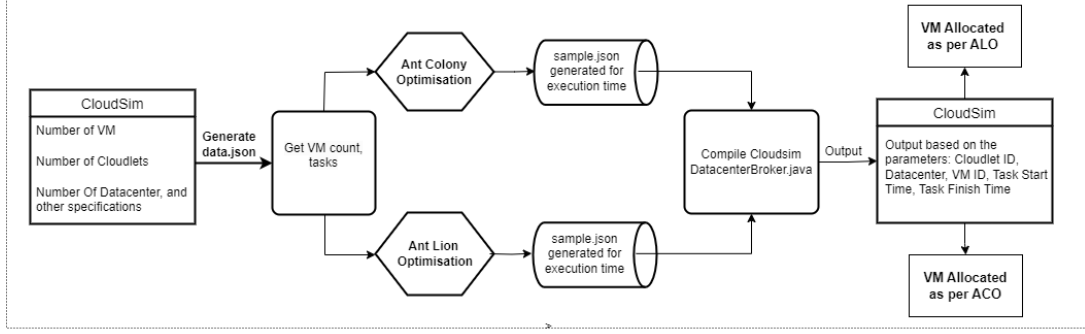 CloudSim
Number of VM
Number of Cloudlets
Number Of Datacenter, and
other specifications
Generate
data.json
Get VM count,
tasks
Ant Colony
Optimisation
sample.json
generated for
execution time
Ant Lion
Optimisation
sample.json
generated for
execution time
Compile Cloudsim
DatacenterBroker.java
Output
VM Allocated
as per ALO
CloudSim
Output based on the
parameters: Cloudlet ID,
Datacenter, VM ID, Task Start
Time, Task Finish Time
VM Allocated
as per ACO